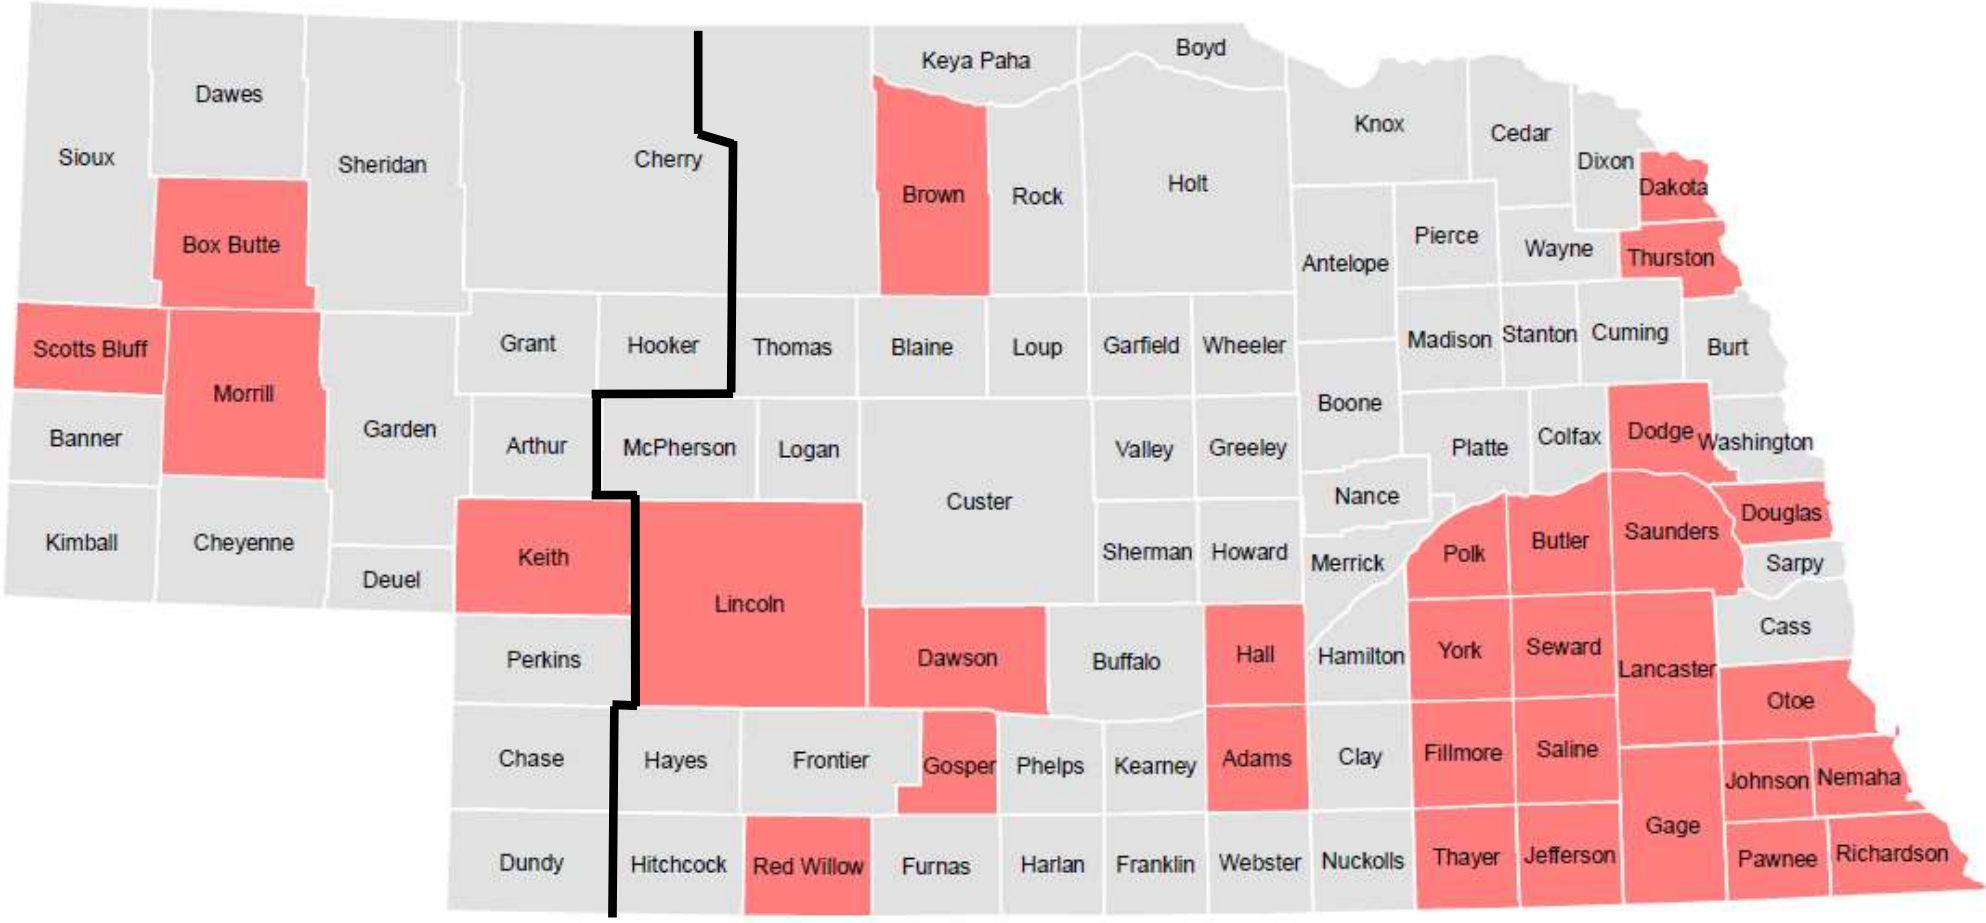 Keya Paha
Boyd
Dawes
Knox
Cedar
Sioux
Sheridan
Cherry
Dixon
Brown
Rock
Holt
Dakota
Box Butte
Pierce
Wayne
Antelope
Thurston
Scotts Bluff
Grant
Hooker
Thomas
Blaine
Loup
Garfield
Wheeler
Madison
Stanton
Cuming
Burt
Morrill
Boone
Banner
Garden
Arthur
McPherson
Logan
Valley
Greeley
Platte
Colfax
Dodge
Washington
Custer
Nance
Kimball
Cheyenne
Deuel
Keith
Sherman
Howard
Merrick
Polk
Butler
Saunders
Douglas
Sarpy
Lincoln
Cass
Perkins
Dawson
Buffalo
Hall
Hamilton
York
Seward
Lancaster
Otoe
Chase
Hayes
Frontier
Gosper
Phelps
Kearney
Adams
Clay
Fillmore
Saline
Johnson
Nemaha
Gage
Dundy
Hitchcock
Red Willow
Furnas
Harlan
Franklin
Webster
Nuckolls
Thayer
Jefferson
Pawnee
Richardson